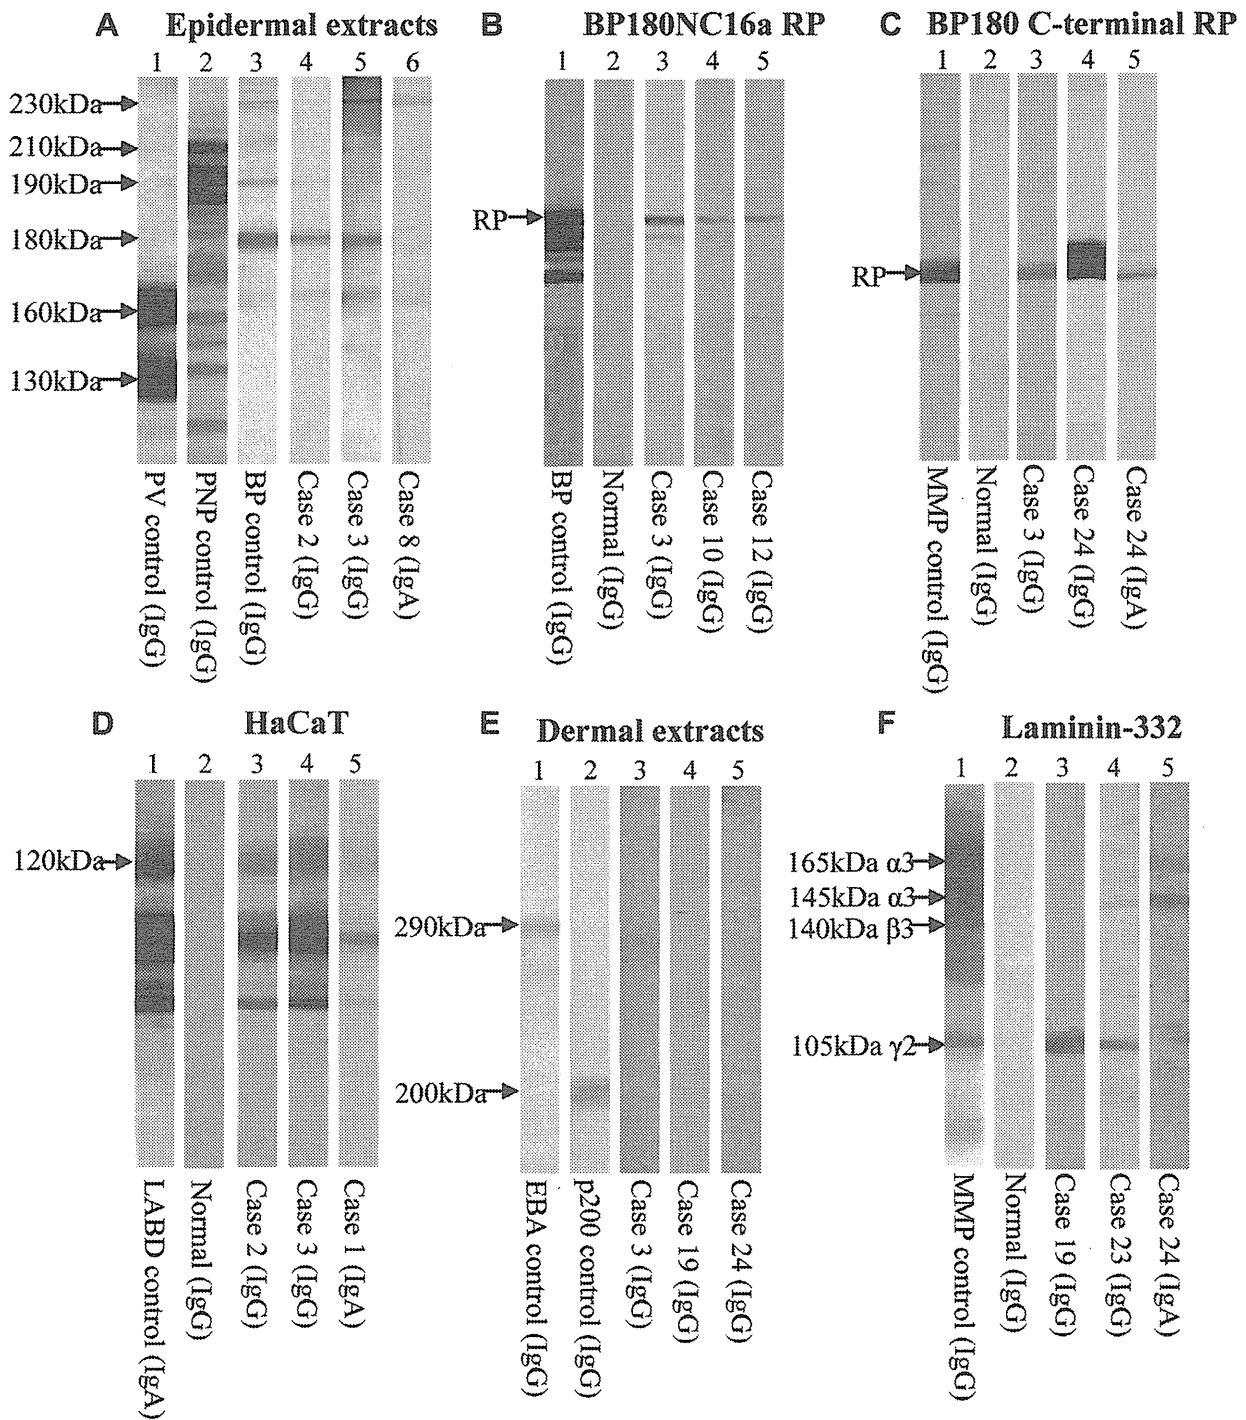 A Epidermal extracts
1 2 3 4 5 6
230kDa
210kDa
190kDa
180kDa
160kDa
130kDa
PV control (IgG)
PNP control (IgG)
BP control (IgG)
Case 2 (IgG)
Case 3 (IgG)
Case 8 (IgA)
B BP180NC16a RP
1 2 3 4 5
RP
BP control (IgG)
Normal (IgG)
Case 3 (IgG)
Case 10 (IgG)
Case 12 (IgG)
C BP180 C-terminal RP
1 2 3 4 5
RP
MMP control (IgG)
Normal (IgG)
Case 3 (IgG)
Case 24 (IgG)
Case 24 (IgA)
D HaCaT
1 2 3 4 5
120kDa
LABD control (IgA)
Normal (IgG)
Case 2 (IgG)
Case 3 (IgG)
Case 1 (IgA)
E Dermal extracts
1 2 3 4 5
290kDa
200kDa
EBA control (IgG)
p200 control (IgG)
Case 3 (IgG)
Case 19 (IgG)
Case 24 (IgG)
F Laminin-332
1 2 3 4 5
165kDa α3
145kDa α3
140kDa β3
105kDa γ2
MMP control (IgG)
Normal (IgG)
Case 19 (IgG)
Case 23 (IgG)
Case 24 (IgA)